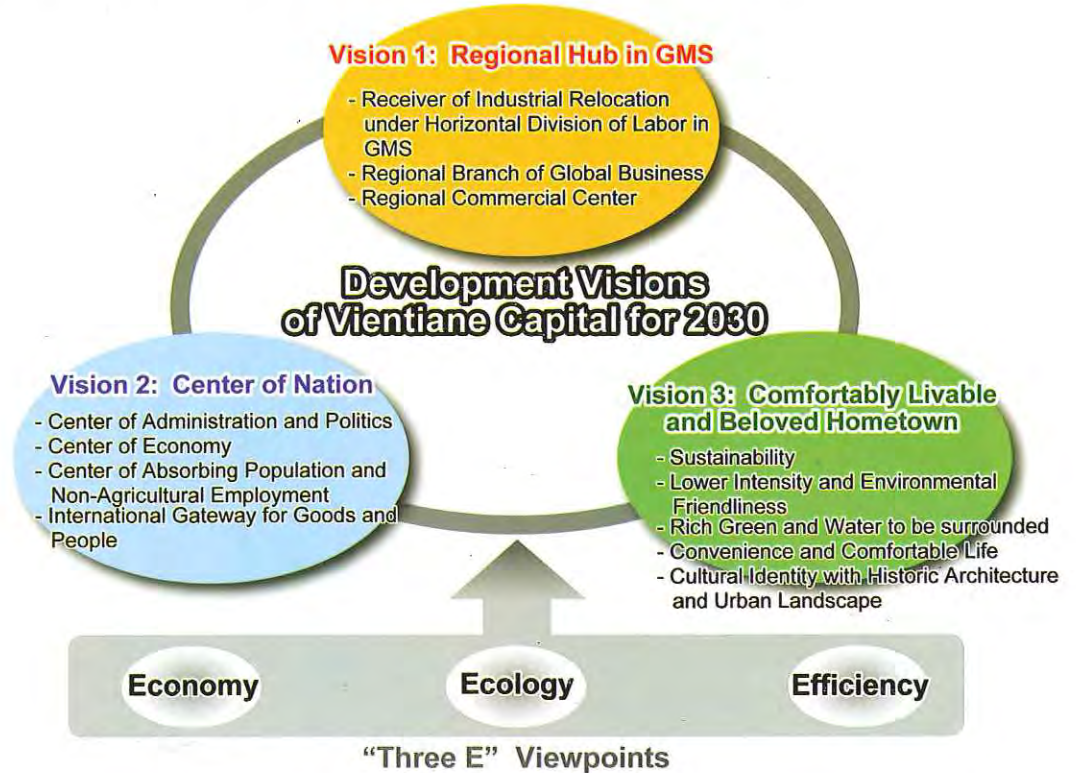 Vision 1: Regional Hub in GMS
- Receiver of Industrial Relocation
under Horizontal Division of Labor in
GMS
- Regional Branch of Global Business
- Regional Commercial Center
Development Visions
of Vientiane Capital for 2030
Vision 2: Center of Nation
- Center of Administration and Politics
- Center of Economy
- Center of Absorbing Population and
Non-Agricultural Employment
- International Gateway for Goods and
People
Vision 3: Comfortably Livable
and Beloved Hometown
- Sustainability
- Lower Intensity and Environmental
Friendliness
- Rich Green and Water to be surrounded
- Convenience and Comfortable Life
- Cultural Identity with Historic Architecture
and Urban Landscape
Economy
Ecology
Efficiency
“Three E” Viewpoints